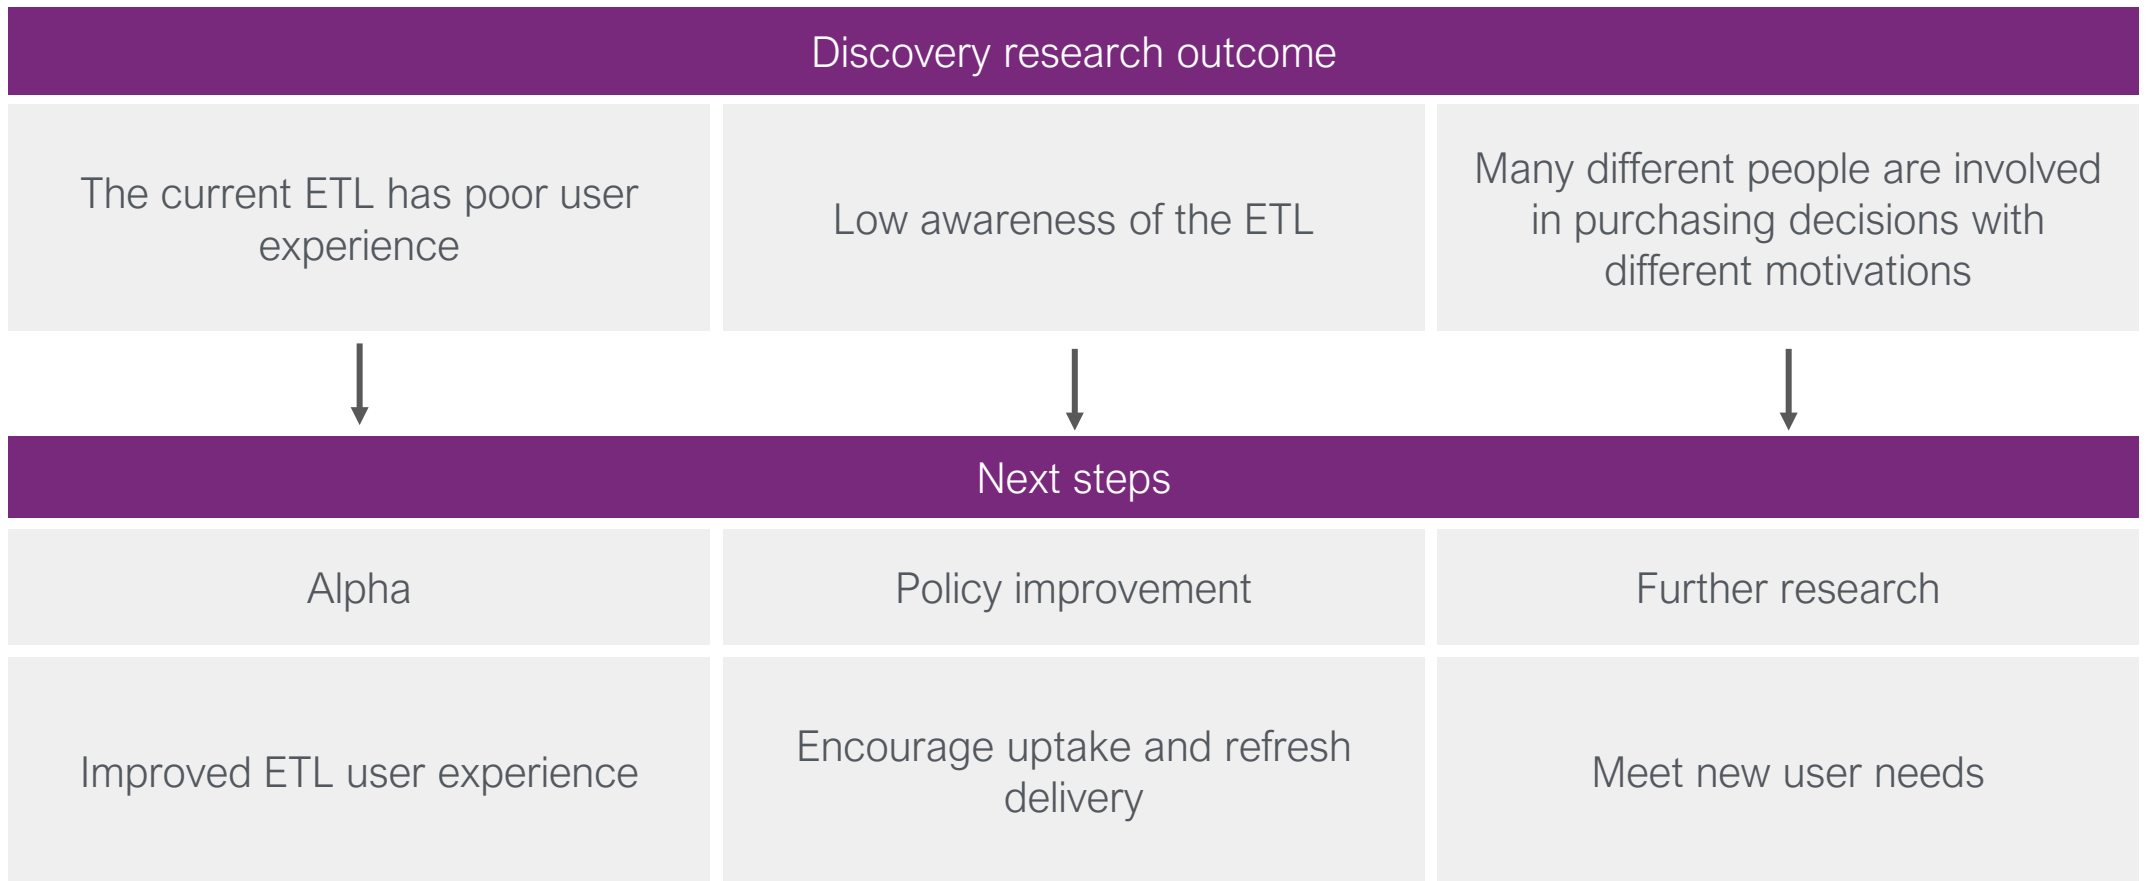 Discovery research outcome
The current ETL has poor user
experience
Low awareness of the ETL
Many different people are involved
in purchasing decisions with
different motivations
Next steps
Alpha
Policy improvement
Further research
Improved ETL user experience
Encourage uptake and refresh
delivery
Meet new user needs